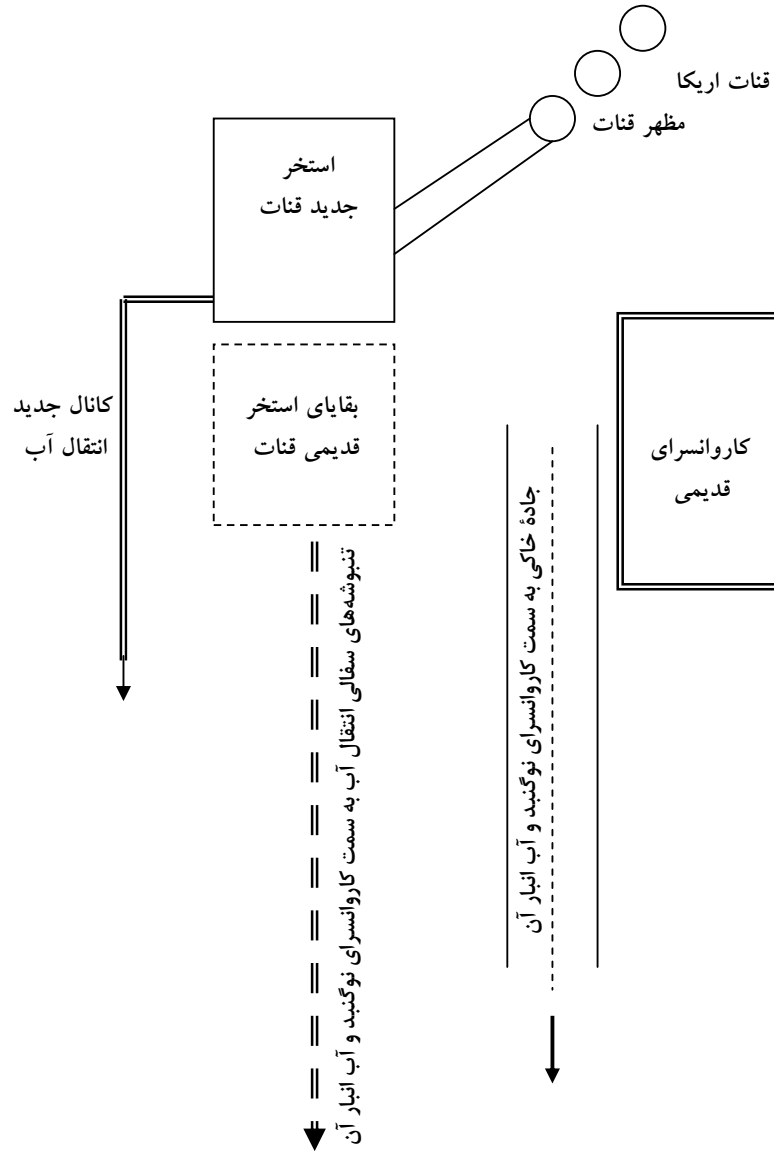 قنات اریکا
مظهر قنات
استخر
جدید قنات
کانال جدید
انتقال آب
بقایای استخر
قدیمی قنات
کاروانسرای
قدیمی
جادۀ خاکی به سمت کاروانسرای نوگنبد و آب انبار آن
تنبوشه‌های سفالی انتقال آب به سمت کاروانسرای نوگنبد و آب انبار آن